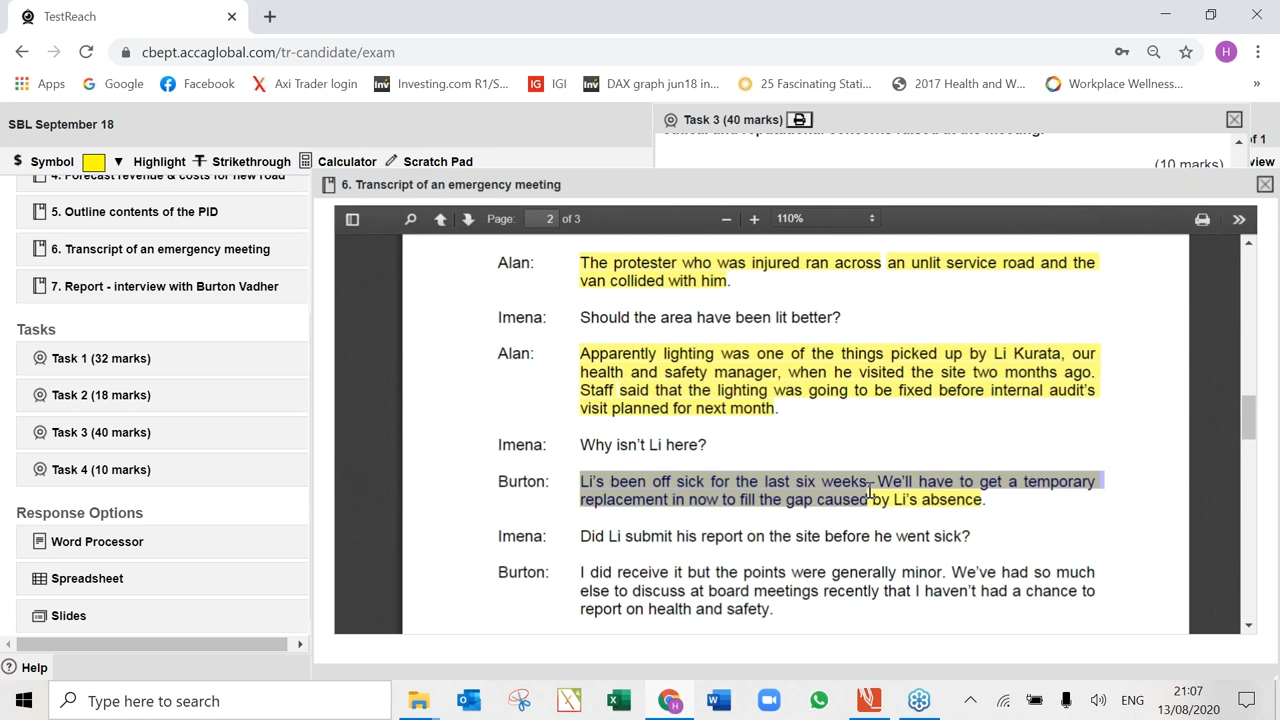 TestReach
cbept.accaglobal.com/tr-candidate/exam
H
Apps Google Facebook Axi Trader login Investing.com R1/S... IGI DAX graph jun18 in... 25 Fascinating Stati... 2017 Health and W... Workplace Wellness... »
SBL September 18
Task 3 (40 marks)
of 1
$ Symbol Highlight Strikethrough Calculator Scratch Pad
(10 marks)
view
4. Forecast revenue & costs for new road
5. Outline contents of the PID
6. Transcript of an emergency meeting
7. Report - interview with Burton Vadher
Tasks
Task 1 (32 marks)
Task 2 (18 marks)
Task 3 (40 marks)
Task 4 (10 marks)
Response Options
Word Processor
Spreadsheet
Slides
Help
6. Transcript of an emergency meeting
Page: 2 of 3 110%
Alan: The protester who was injured ran across an unlit service road and the
van collided with him.
Imena: Should the area have been lit better?
Alan: Apparently lighting was one of the things picked up by Li Kurata, our
health and safety manager, when he visited the site two months ago.
Staff said that the lighting was going to be fixed before internal audit's
visit planned for next month.
Imena: Why isn't Li here?
Burton: Li's been off sick for the last six weeks. We'll have to get a temporary
replacement in now to fill the gap caused by Li's absence.
Imena: Did Li submit his report on the site before he went sick?
Burton: I did receive it but the points were generally minor. We've had so much
else to discuss at board meetings recently that I haven't had a chance to
report on health and safety.
Type here to search
ENG
21:07
13/08/2020